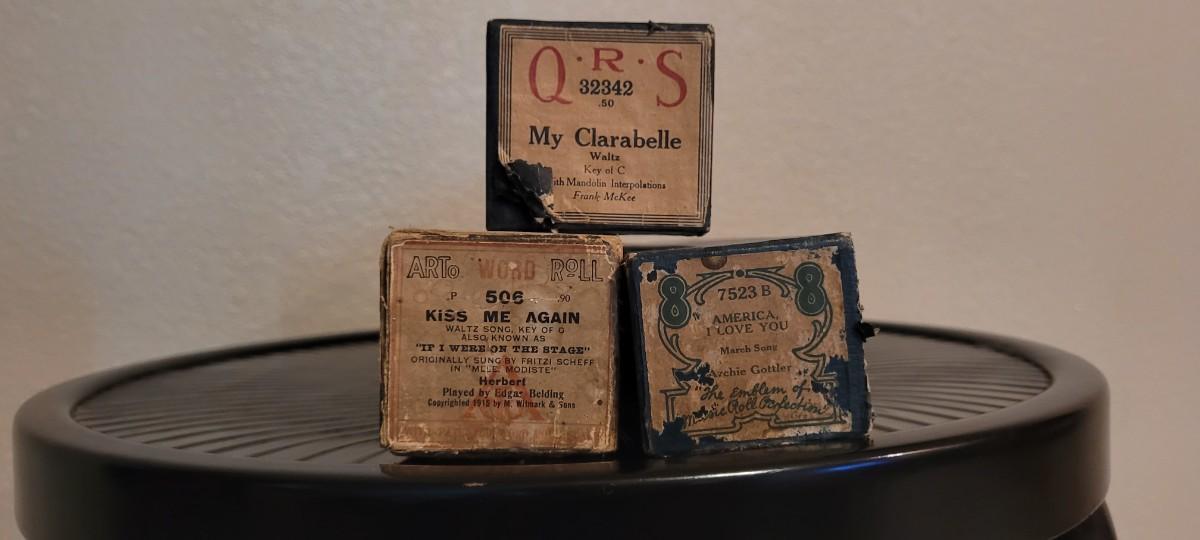 Q·R·S
32342
.50
My Clarabelle
Waltz
Key of C
ith Mandolin Interpolations
Frank McKee
ARTo WORD RoLL
.P 506 .90
KiSS ME AGAIN
WALTZ SONG, KEY OF G
ALSO KNOWN AS
"IF I WERE ON THE STAGE"
ORIGINALLY SUNG BY FRITZI SCHEFF
IN "MLLE. MODISTE"
Herbert
Played by Edgar Belding
Copyrighted 1915 by M. Witmark & Sons
8 8
7523 B
AMERICA,
I LOVE YOU
March Song
Archie Gottler
"The Emblem of
Music Roll Perfection"